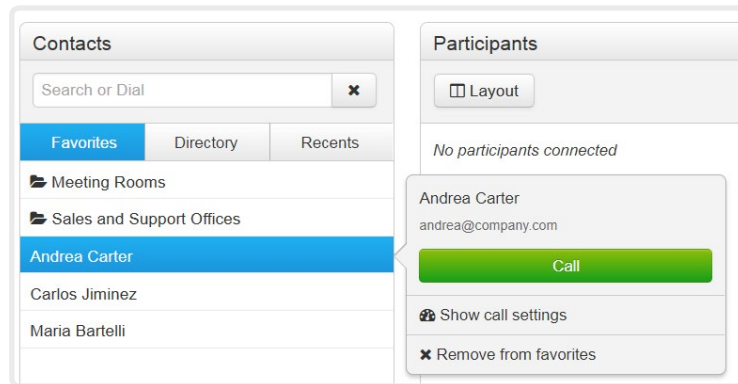 Contacts
Search or Dial
Favorites Directory Recents
Meeting Rooms
Sales and Support Offices
Andrea Carter
Carlos Jiminez
Maria Bartelli
Participants
Layout
No participants connected
Andrea Carter
andrea@company.com
Call
Show call settings
Remove from favorites